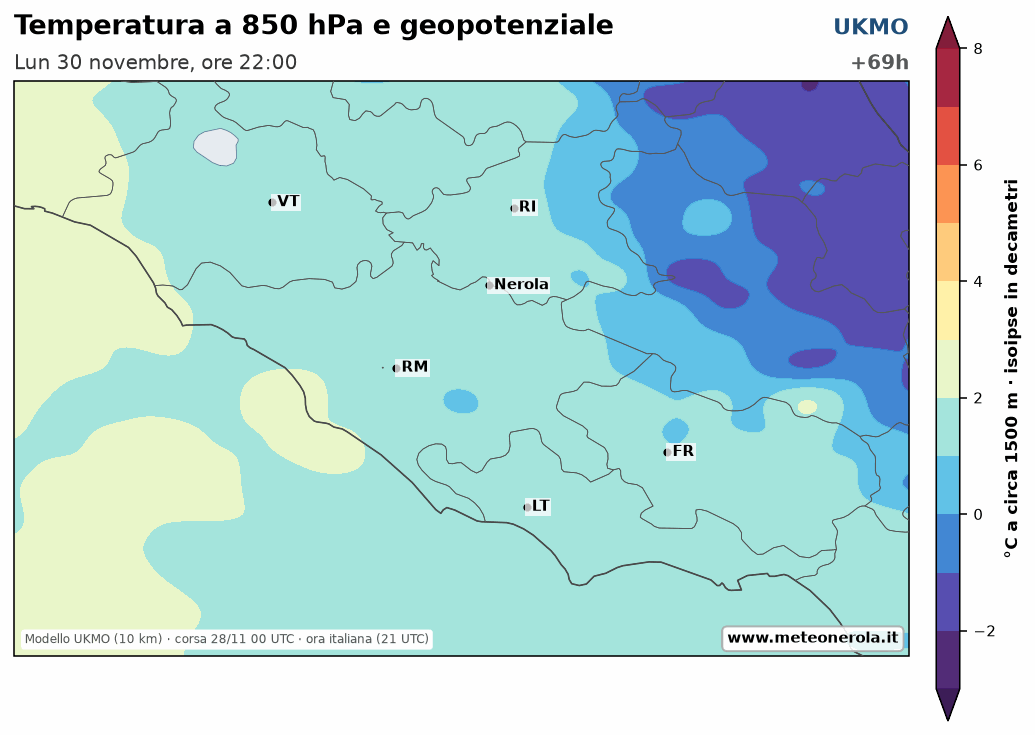 Temperatura a 850 hPa e geopotenziale
UKMO
Lun 30 novembre, ore 22:00
+69h
VT
RI
Nerola
RM
FR
LT
Modello UKMO (10 km) · corsa 28/11 00 UTC · ora italiana (21 UTC)
www.meteonerola.it
8
6
4
2
0
−2
°C a circa 1500 m · isoipse in decametri